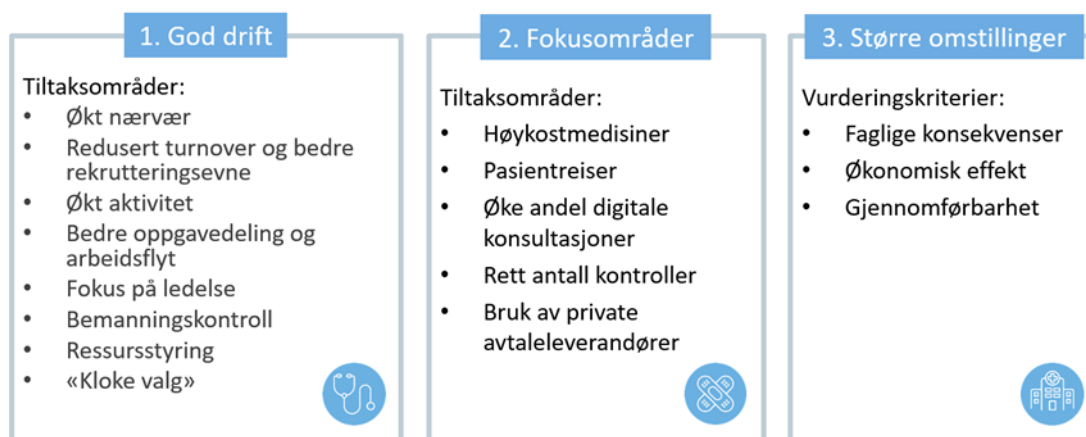 1. God drift
Tiltaksområder:
• Økt nærvær
• Redusert turnover og bedre
rekrutteringsevne
• Økt aktivitet
• Bedre oppgavedeling og
arbeidsflyt
• Fokus på ledelse
• Bemanningskontroll
• Ressursstyring
• «Kloke valg»
2. Fokusområder
Tiltaksområder:
• Høykostmedisiner
• Pasientreiser
• Øke andel digitale
konsultasjoner
• Rett antall kontroller
• Bruk av private
avtaleleverandører
3. Større omstillinger
Vurderingskriterier:
• Faglige konsekvenser
• Økonomisk effekt
• Gjennomførbarhet